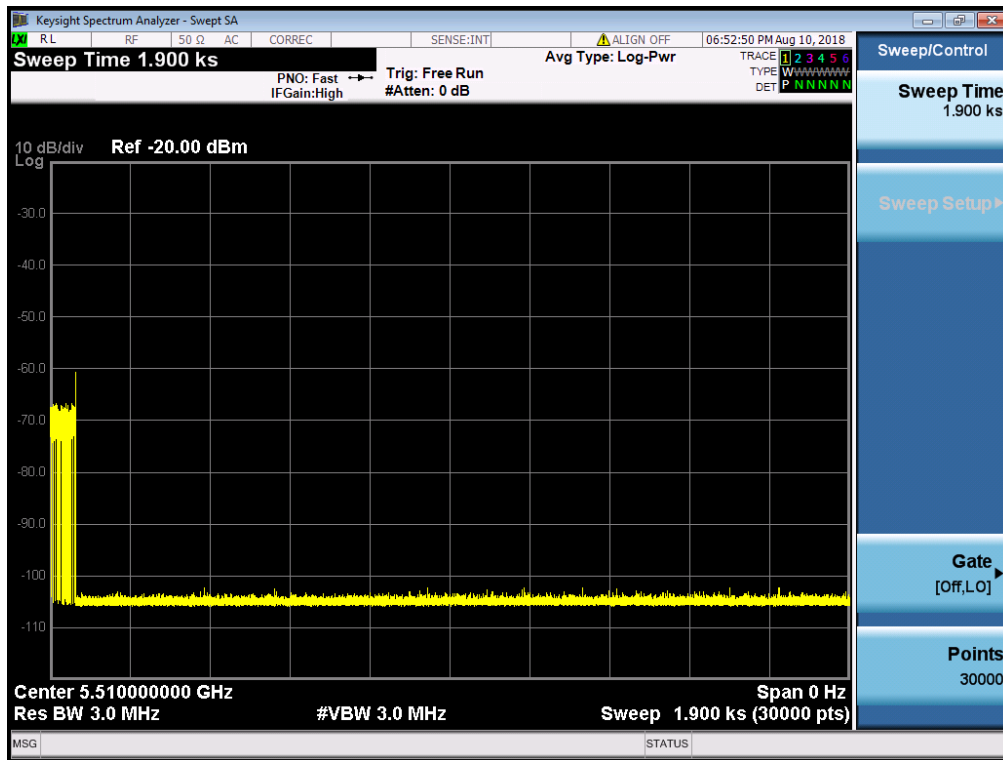 Keysight Spectrum Analyzer - Swept SA
LXI RL RF 50 Ω AC CORREC SENSE:INT ALIGN OFF 06:52:50 PM Aug 10, 2018
Sweep Time 1.900 ks
PNO: Fast
IFGain:High
Trig: Free Run
#Atten: 0 dB
Avg Type: Log-Pwr
TRACE 1 2 3 4 5 6
TYPE WWWWWW
DET P N N N N N
10 dB/div Ref -20.00 dBm
Log
-30.0
-40.0
-50.0
-60.0
-70.0
-80.0
-90.0
-100
-110
Center 5.510000000 GHz Span 0 Hz
Res BW 3.0 MHz #VBW 3.0 MHz Sweep 1.900 ks (30000 pts)
MSG STATUS
Sweep/Control
Sweep Time
1.900 ks
Sweep Setup
Gate
[Off,LO]
Points
30000